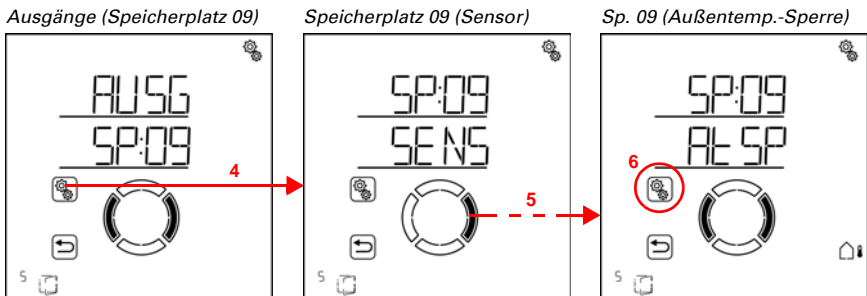 Ausgänge (Speicherplatz 09)
Speicherplatz 09 (Sensor)
Sp. 09 (Außentemp.-Sperre)
AUSG
SP:09
SP:09
SENS
SP:09
AtSP
4
5
6
5
5
5